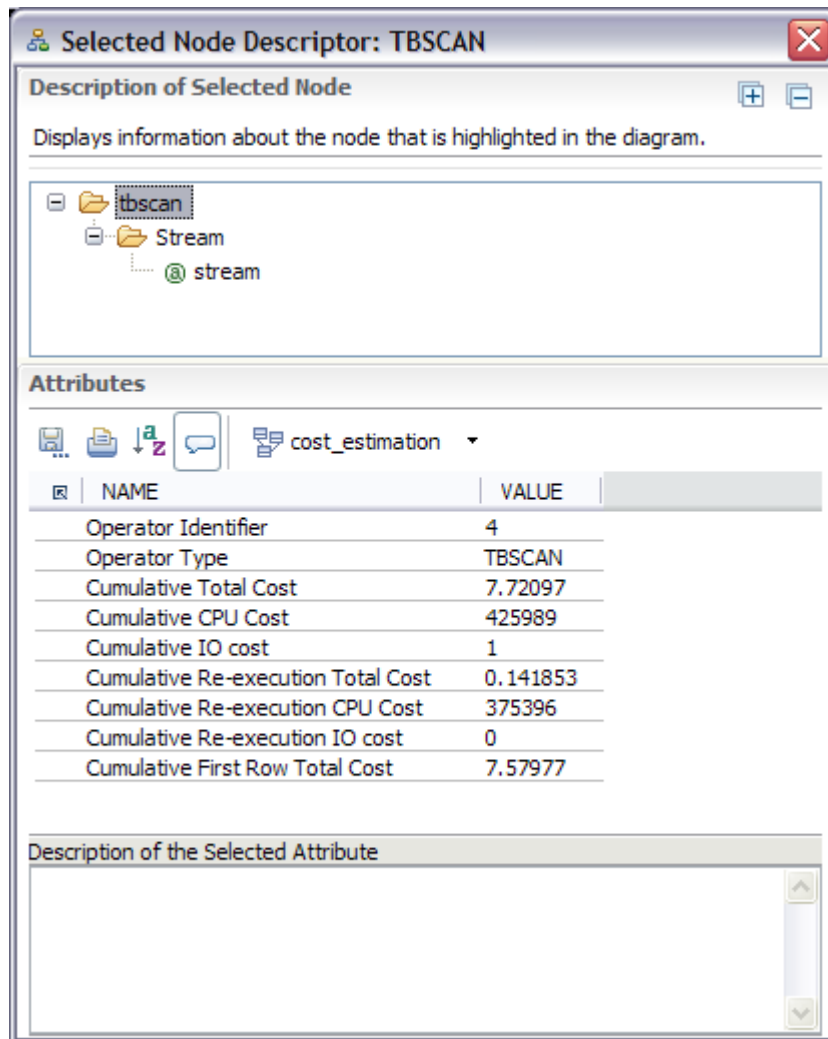 Selected Node Descriptor: TBSCAN
Description of Selected Node
Displays information about the node that is highlighted in the diagram.
tbscan
Stream
@ stream
Attributes
a
z
cost_estimation
NAME VALUE
Operator Identifier 4
Operator Type TBSCAN
Cumulative Total Cost 7.72097
Cumulative CPU Cost 425989
Cumulative IO cost 1
Cumulative Re-execution Total Cost 0.141853
Cumulative Re-execution CPU Cost 375396
Cumulative Re-execution IO cost 0
Cumulative First Row Total Cost 7.57977
Description of the Selected Attribute